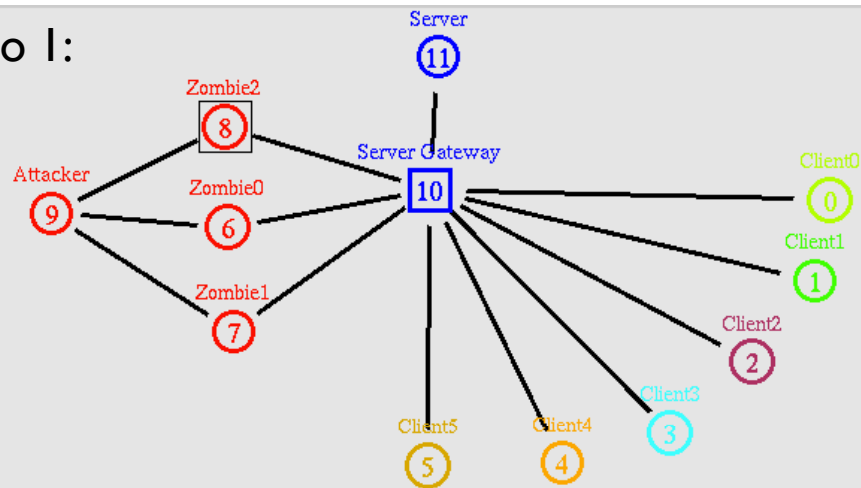 o I:
Server
11
Zombie2
8
Server Gateway
10
Attacker
9
Zombie0
6
Client0
0
Client1
1
Zombie1
7
Client2
2
Client3
3
Client5
5
Client4
4